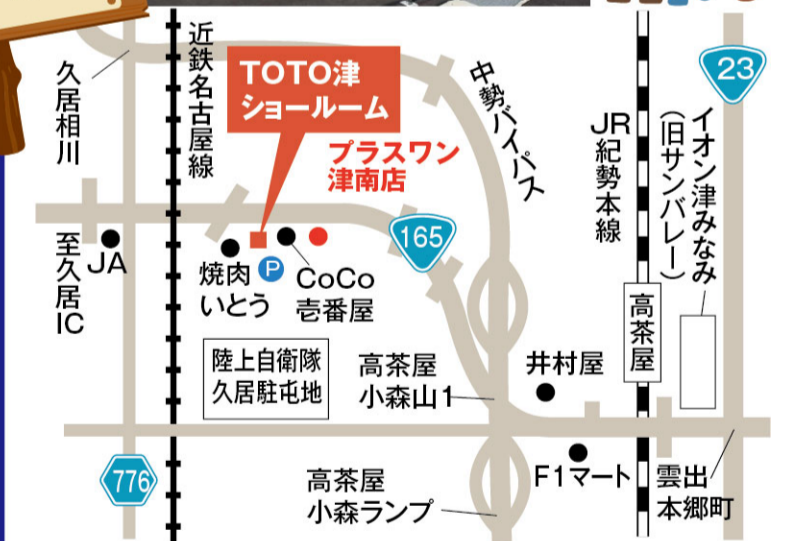 近鉄名古屋線
久居相川
TOTO津
ショールーム
プラスワン
津南店
中勢バイパス
JR紀勢本線
23
イオン津みなみ
(旧サンバレー)
165
至久居IC
JA
焼肉
いとう
P
CoCo
壱番屋
高茶屋
陸上自衛隊
久居駐屯地
高茶屋
小森山1
井村屋
776
高茶屋
小森ランプ
F1マート
雲出
本郷町